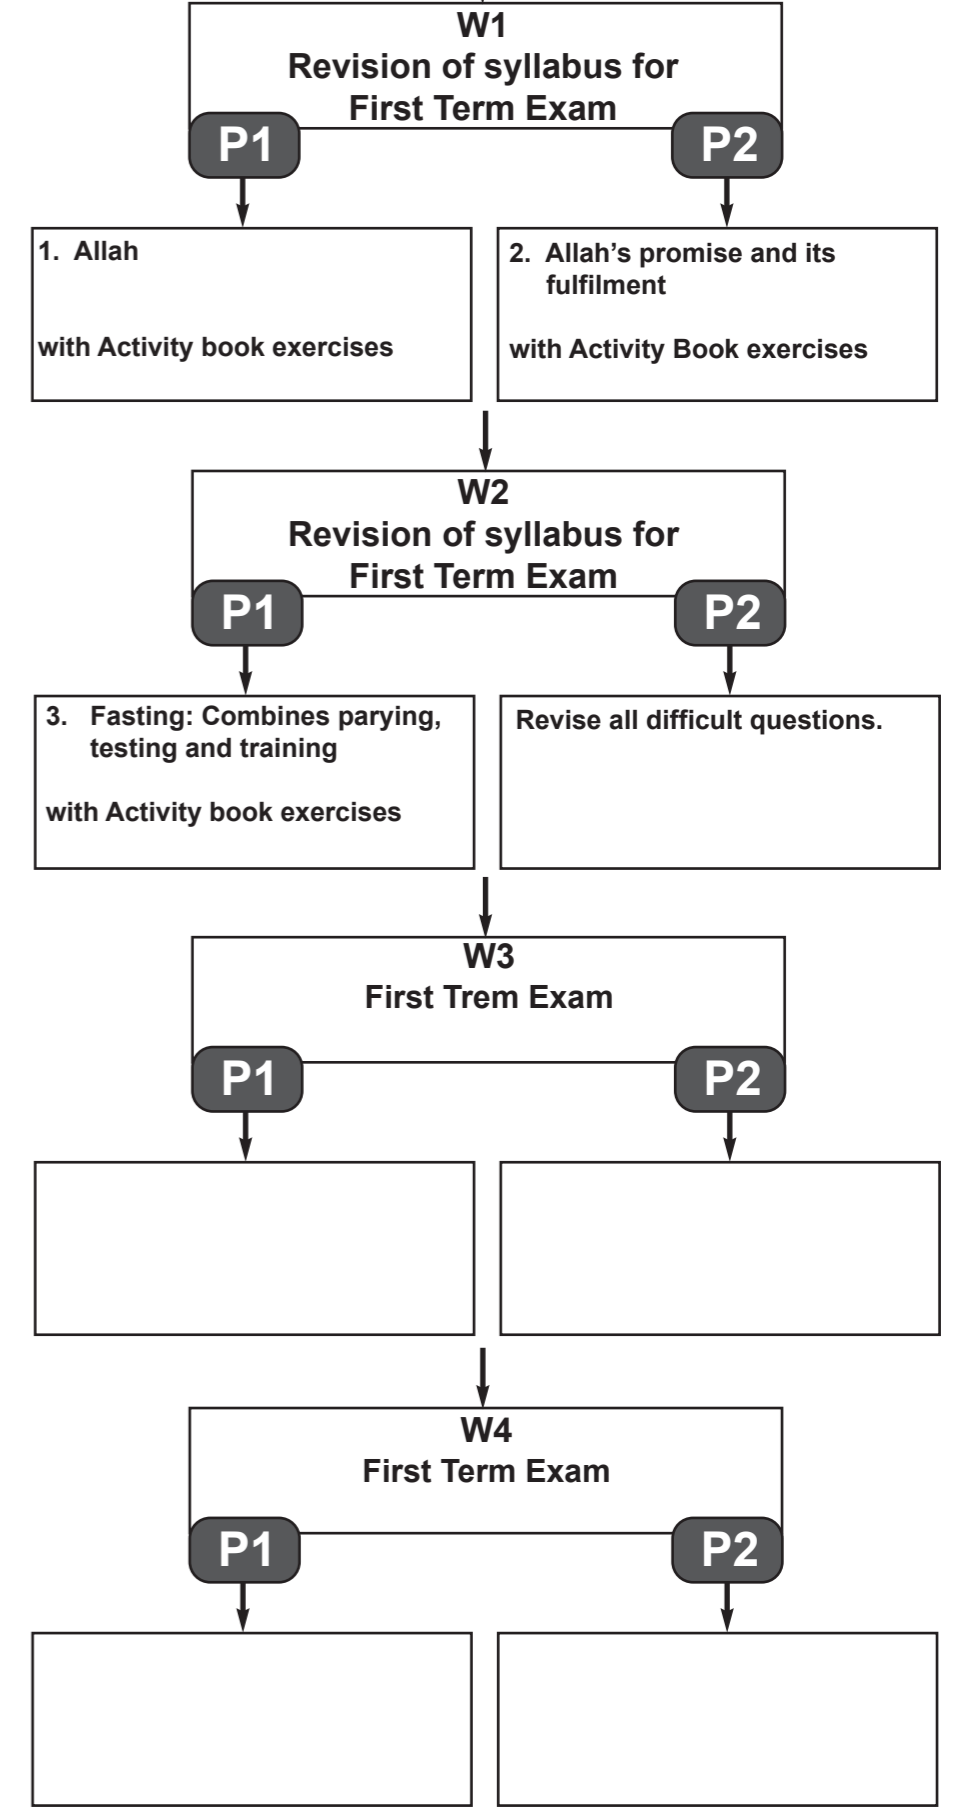 W1
Revision of syllabus for
First Term Exam
P1
P2
1. Allah
with Activity book exercises
2. Allah's promise and its
fulfilment
with Activity Book exercises
W2
Revision of syllabus for
First Term Exam
P1
P2
3. Fasting: Combines parying,
testing and training
with Activity book exercises
Revise all difficult questions.
W3
First Trem Exam
P1
P2
W4
First Term Exam
P1
P2